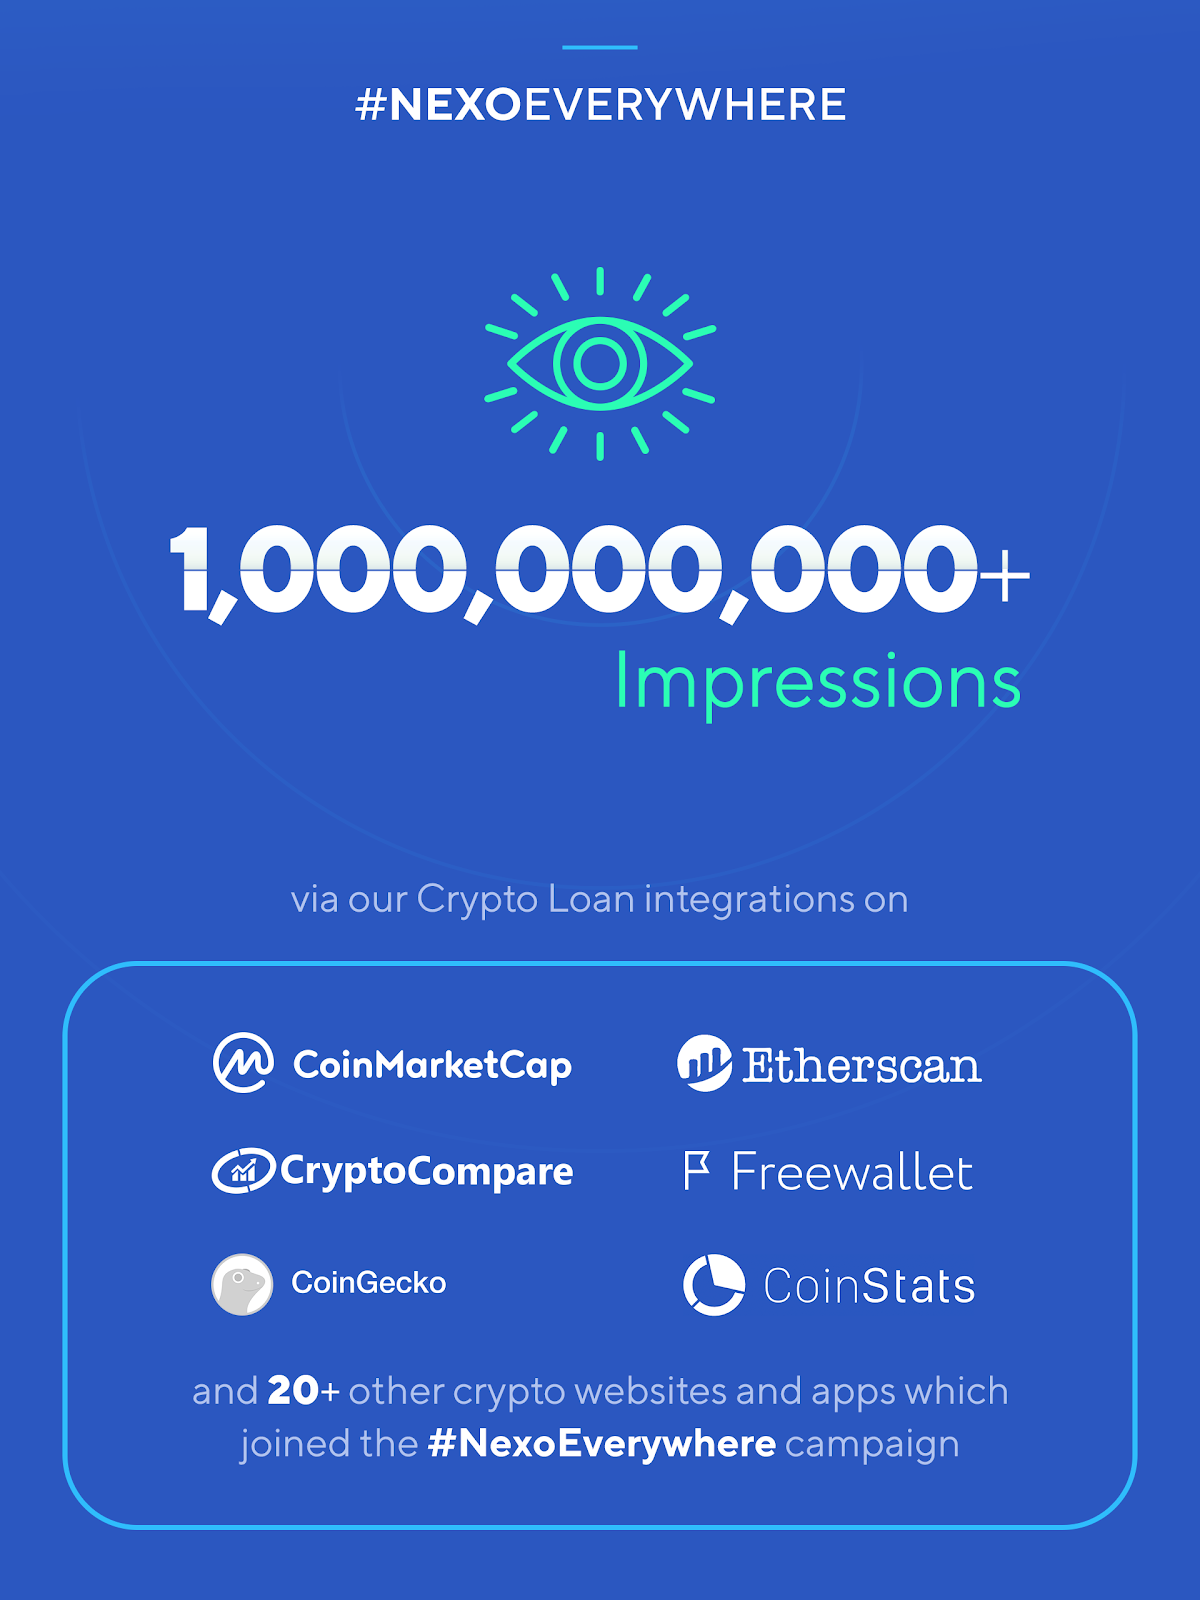 #NEXOEVERYWHERE
1,000,000,000+
Impressions
via our Crypto Loan integrations on
CoinMarketCap
Etherscan
CryptoCompare
Freewallet
CoinGecko
CoinStats
and 20+ other crypto websites and apps which
joined the #NexoEverywhere campaign